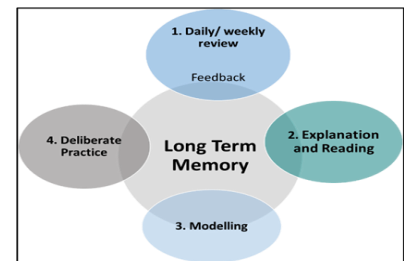 1. Daily/ weekly
review
Feedback
4. Deliberate
Practice
Long Term
Memory
2. Explanation
and Reading
3. Modelling